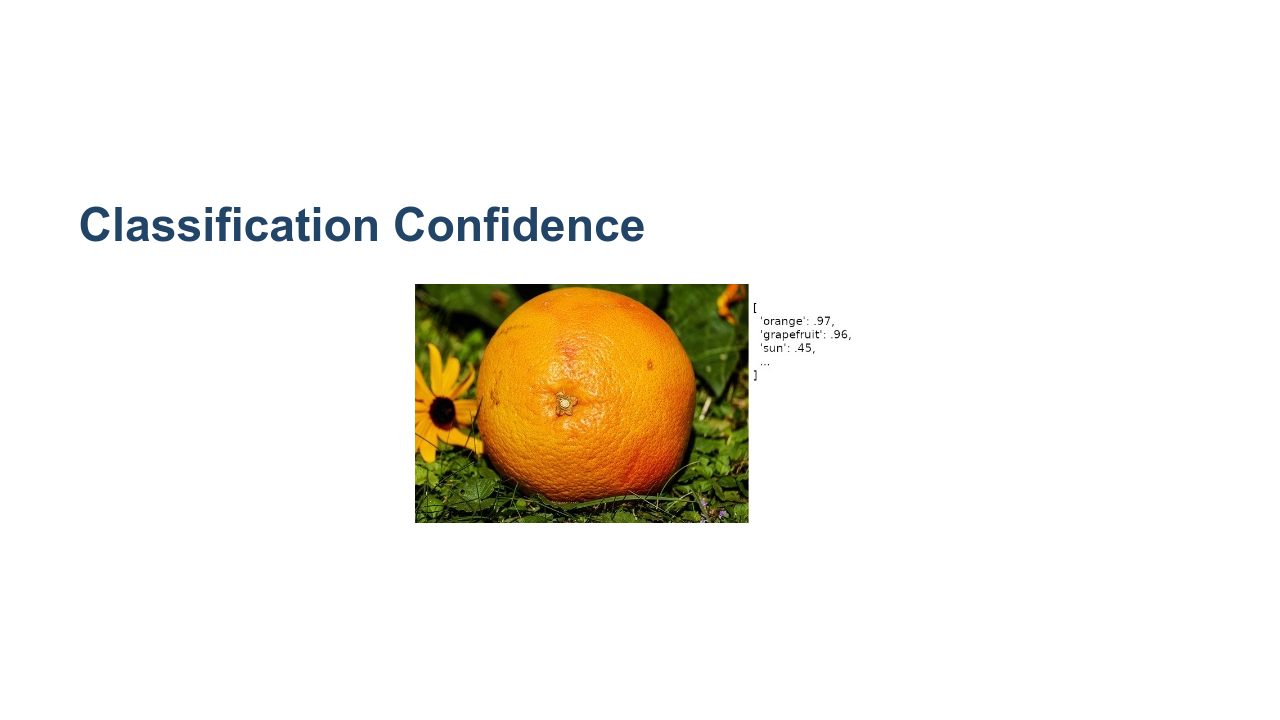 Classification Confidence
[
'orange': .97,
'grapefruit': .96,
'sun': .45,
...
]